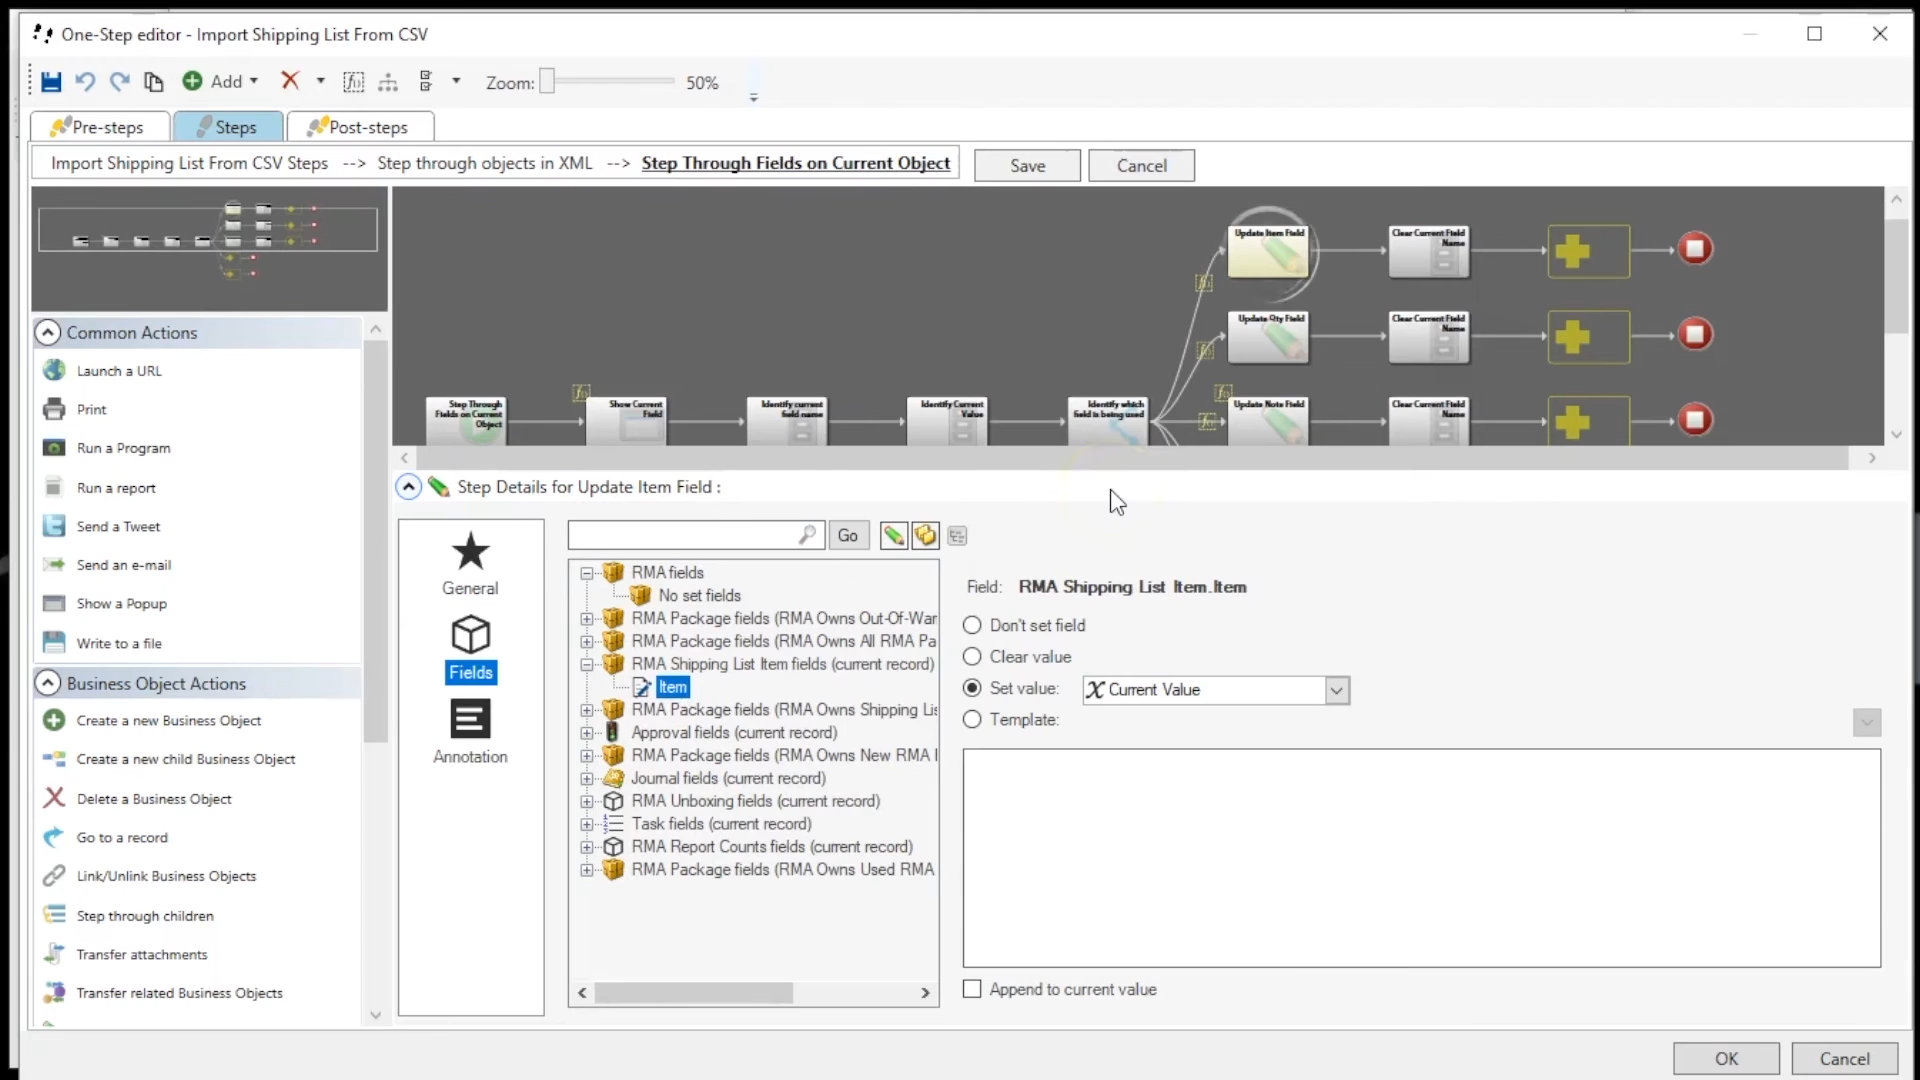 One-Step editor - Import Shipping List From CSV
Add
Zoom: 50%
Pre-steps Steps Post-steps
Import Shipping List From CSV Steps --> Step through objects in XML --> Step Through Fields on Current Object Save Cancel
Update Item Field
Clear Current Field Name
Update Qty Field
Clear Current Field Name
Step Through Fields on Current Object
Show Current Field
Identify current field name
Identify Current Value
Identify which field is being used
Update Note Field
Clear Current Field Name
Common Actions
Launch a URL
Print
Run a Program
Run a report
Send a Tweet
Send an e-mail
Show a Popup
Write to a file
Business Object Actions
Create a new Business Object
Create a new child Business Object
Delete a Business Object
Go to a record
Link/Unlink Business Objects
Step through children
Transfer attachments
Transfer related Business Objects
Step Details for Update Item Field :
General
Fields
Annotation
Go
RMA fields
No set fields
RMA Package fields (RMA Owns Out-Of-War
RMA Package fields (RMA Owns All RMA Pa
RMA Shipping List Item fields (current record)
Item
RMA Package fields (RMA Owns Shipping Lis
Approval fields (current record)
RMA Package fields (RMA Owns New RMA I
Journal fields (current record)
RMA Unboxing fields (current record)
Task fields (current record)
RMA Report Counts fields (current record)
RMA Package fields (RMA Owns Used RMA
Field: RMA Shipping List Item.Item
Don't set field
Clear value
Set value: X Current Value
Template:
Append to current value
OK Cancel